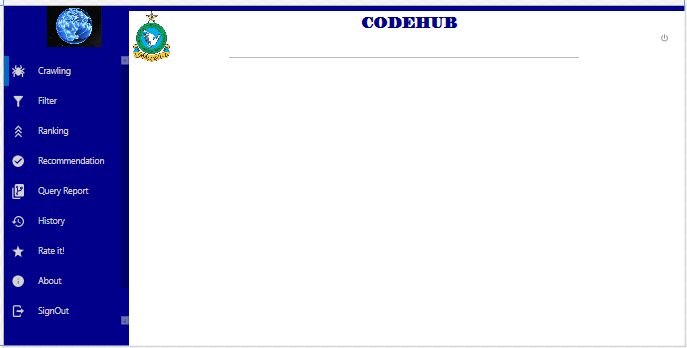 CODEHUB
Crawling
Filter
Ranking
Recommendation
Query Report
History
Rate it!
About
SignOut